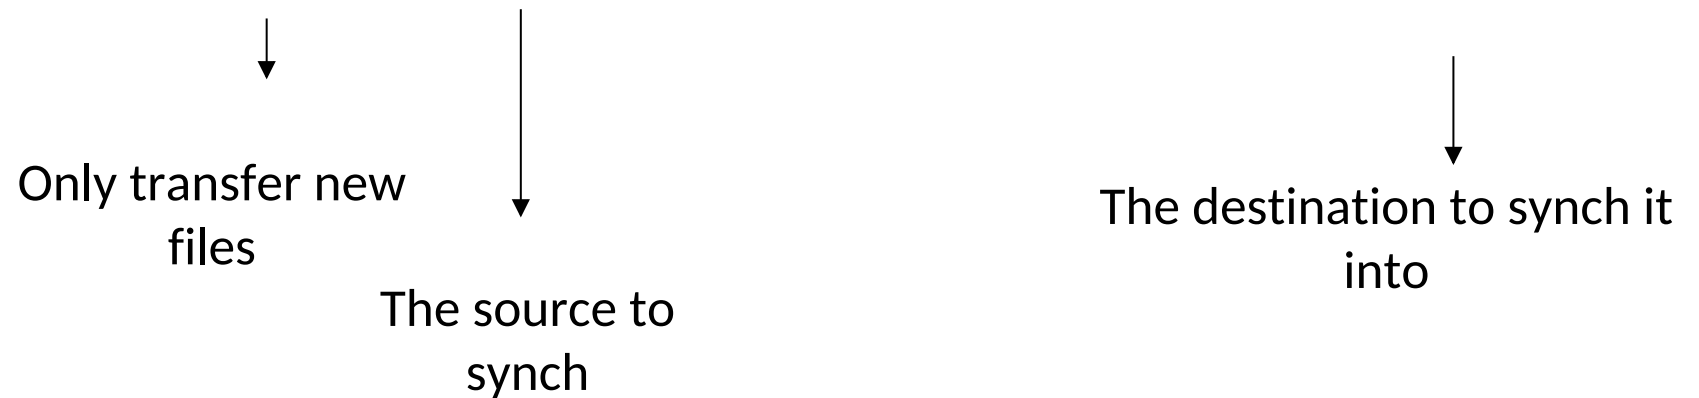 Only transfer new
files
The source to
synch
The destination to synch it
into